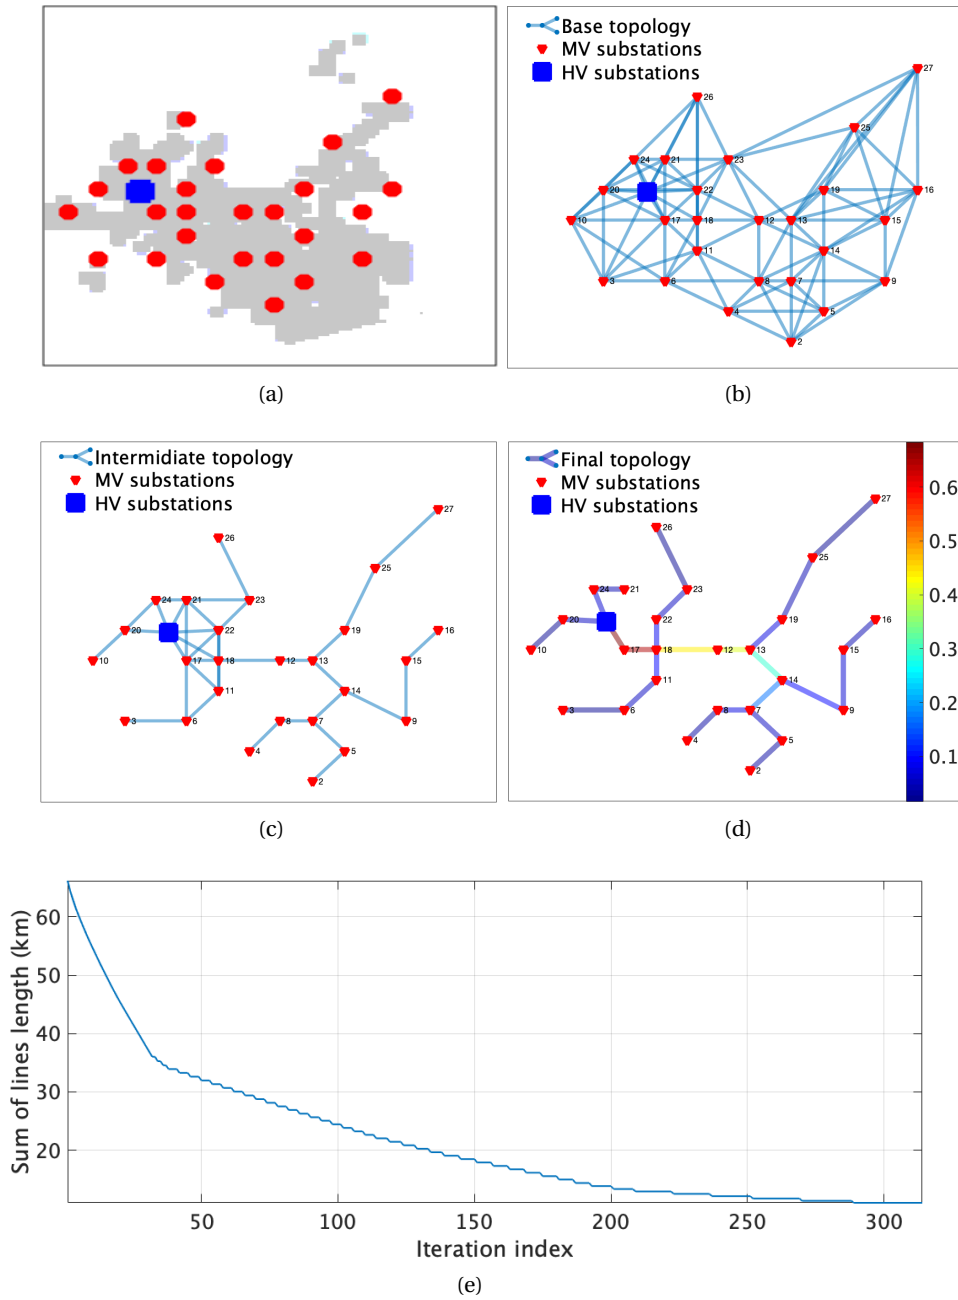 (a)
Base topology
MV substations
HV substations
27
26
25
24 21 23
20 22 19 16
10 17 18 12 13 15
11 14
3 6 8 7 9
4 5
2
(b)
Intermidiate topology
MV substations
HV substations
27
26
25
24 21 23
20 22 19 16
10 17 18 12 13 15
11 14
3 6 8 7 9
4 5
2
(c)
Final topology
MV substations
HV substations
27
26
25
24 21 23
20 22 19 16
10 17 18 12 13 15
11 14
3 6 8 7 9
4 5
2
0.6
0.5
0.4
0.3
0.2
0.1
(d)
Sum of lines length (km)
60
50
40
30
20
50 100 150 200 250 300
Iteration index
(e)